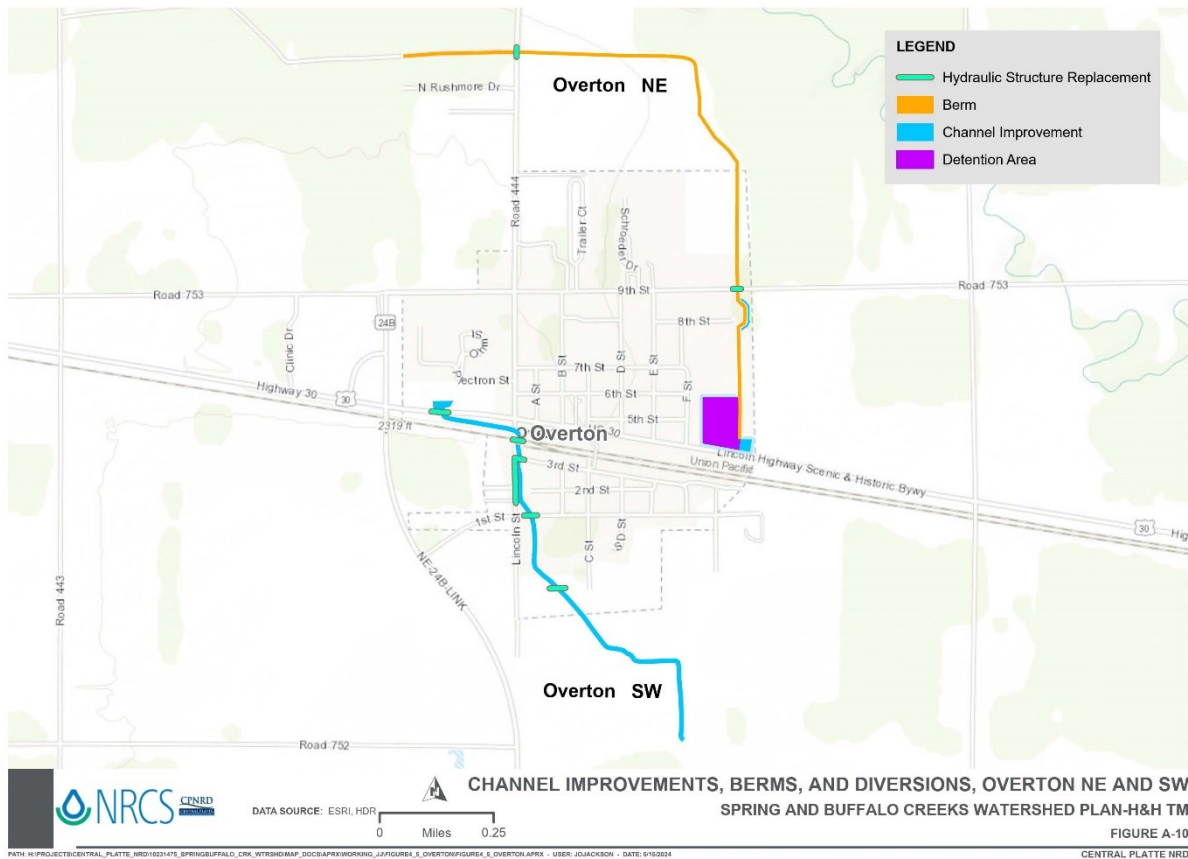 LEGEND
Hydraulic Structure Replacement
Berm
Channel Improvement
Detention Area
Overton NE
N Rushmore Dr
Road 444
Trailer Ct
Schroeder Dr
Road 753
9th St
Road 753
24B
8th St
Clinic Dr
7th St
B St
D St
E St
A St
6th St
F St
Highway 30
30
5th St
2319 ft
Overton
Lincoln Highway Scenic & Historic Bywy
Union Pacific
3rd St
2nd St
30
1st St
Lincoln St
C St
NE-24B-LINK
Road 443
Overton SW
Road 752
NRCS
CPNRD
DATA SOURCE: ESRI, HDR
0 Miles 0.25
CHANNEL IMPROVEMENTS, BERMS, AND DIVERSIONS, OVERTON NE AND SW
SPRING AND BUFFALO CREEKS WATERSHED PLAN-H&H TM
FIGURE A-10
CENTRAL PLATTE NRD